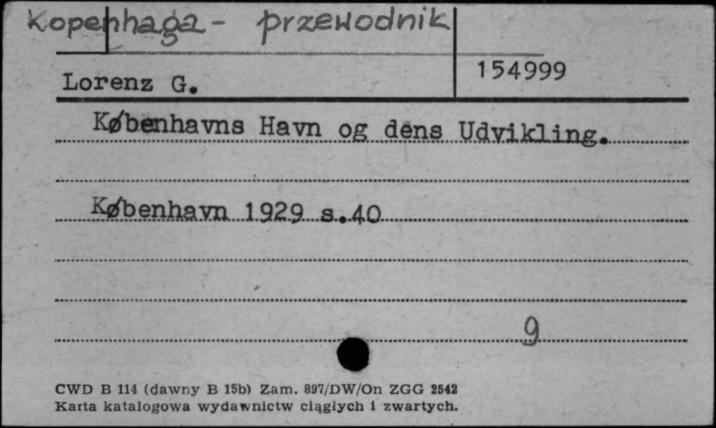 Kopenhaga - przewodnik
Lorenz G.
154999
Københavns Havn og dens Udvikling.
København 1929 s.40
9
CWD B 114 (dawny B 15b) Zam. 897/DW/On ZGG 2542
Karta katalogowa wydawnictw ciągłych i zwartych.